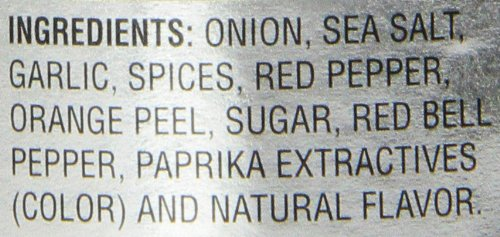 INGREDIENTS: ONION, SEA SALT,
GARLIC, SPICES, RED PEPPER,
ORANGE PEEL, SUGAR, RED BELL
PEPPER, PAPRIKA EXTRACTIVES
(COLOR) AND NATURAL FLAVOR.